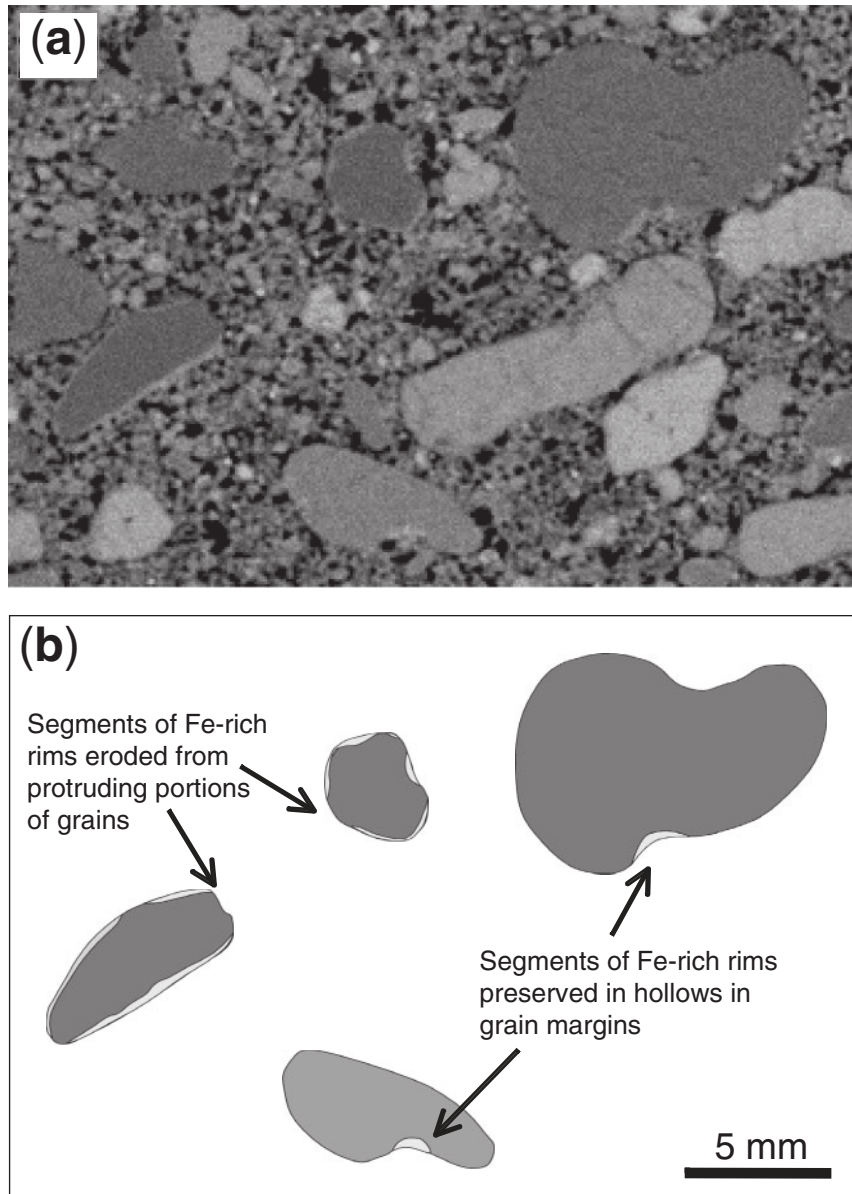 (a)
(b)
Segments of Fe-rich
rims eroded from
protruding portions
of grains
Segments of Fe-rich rims
preserved in hollows in
grain margins
5 mm